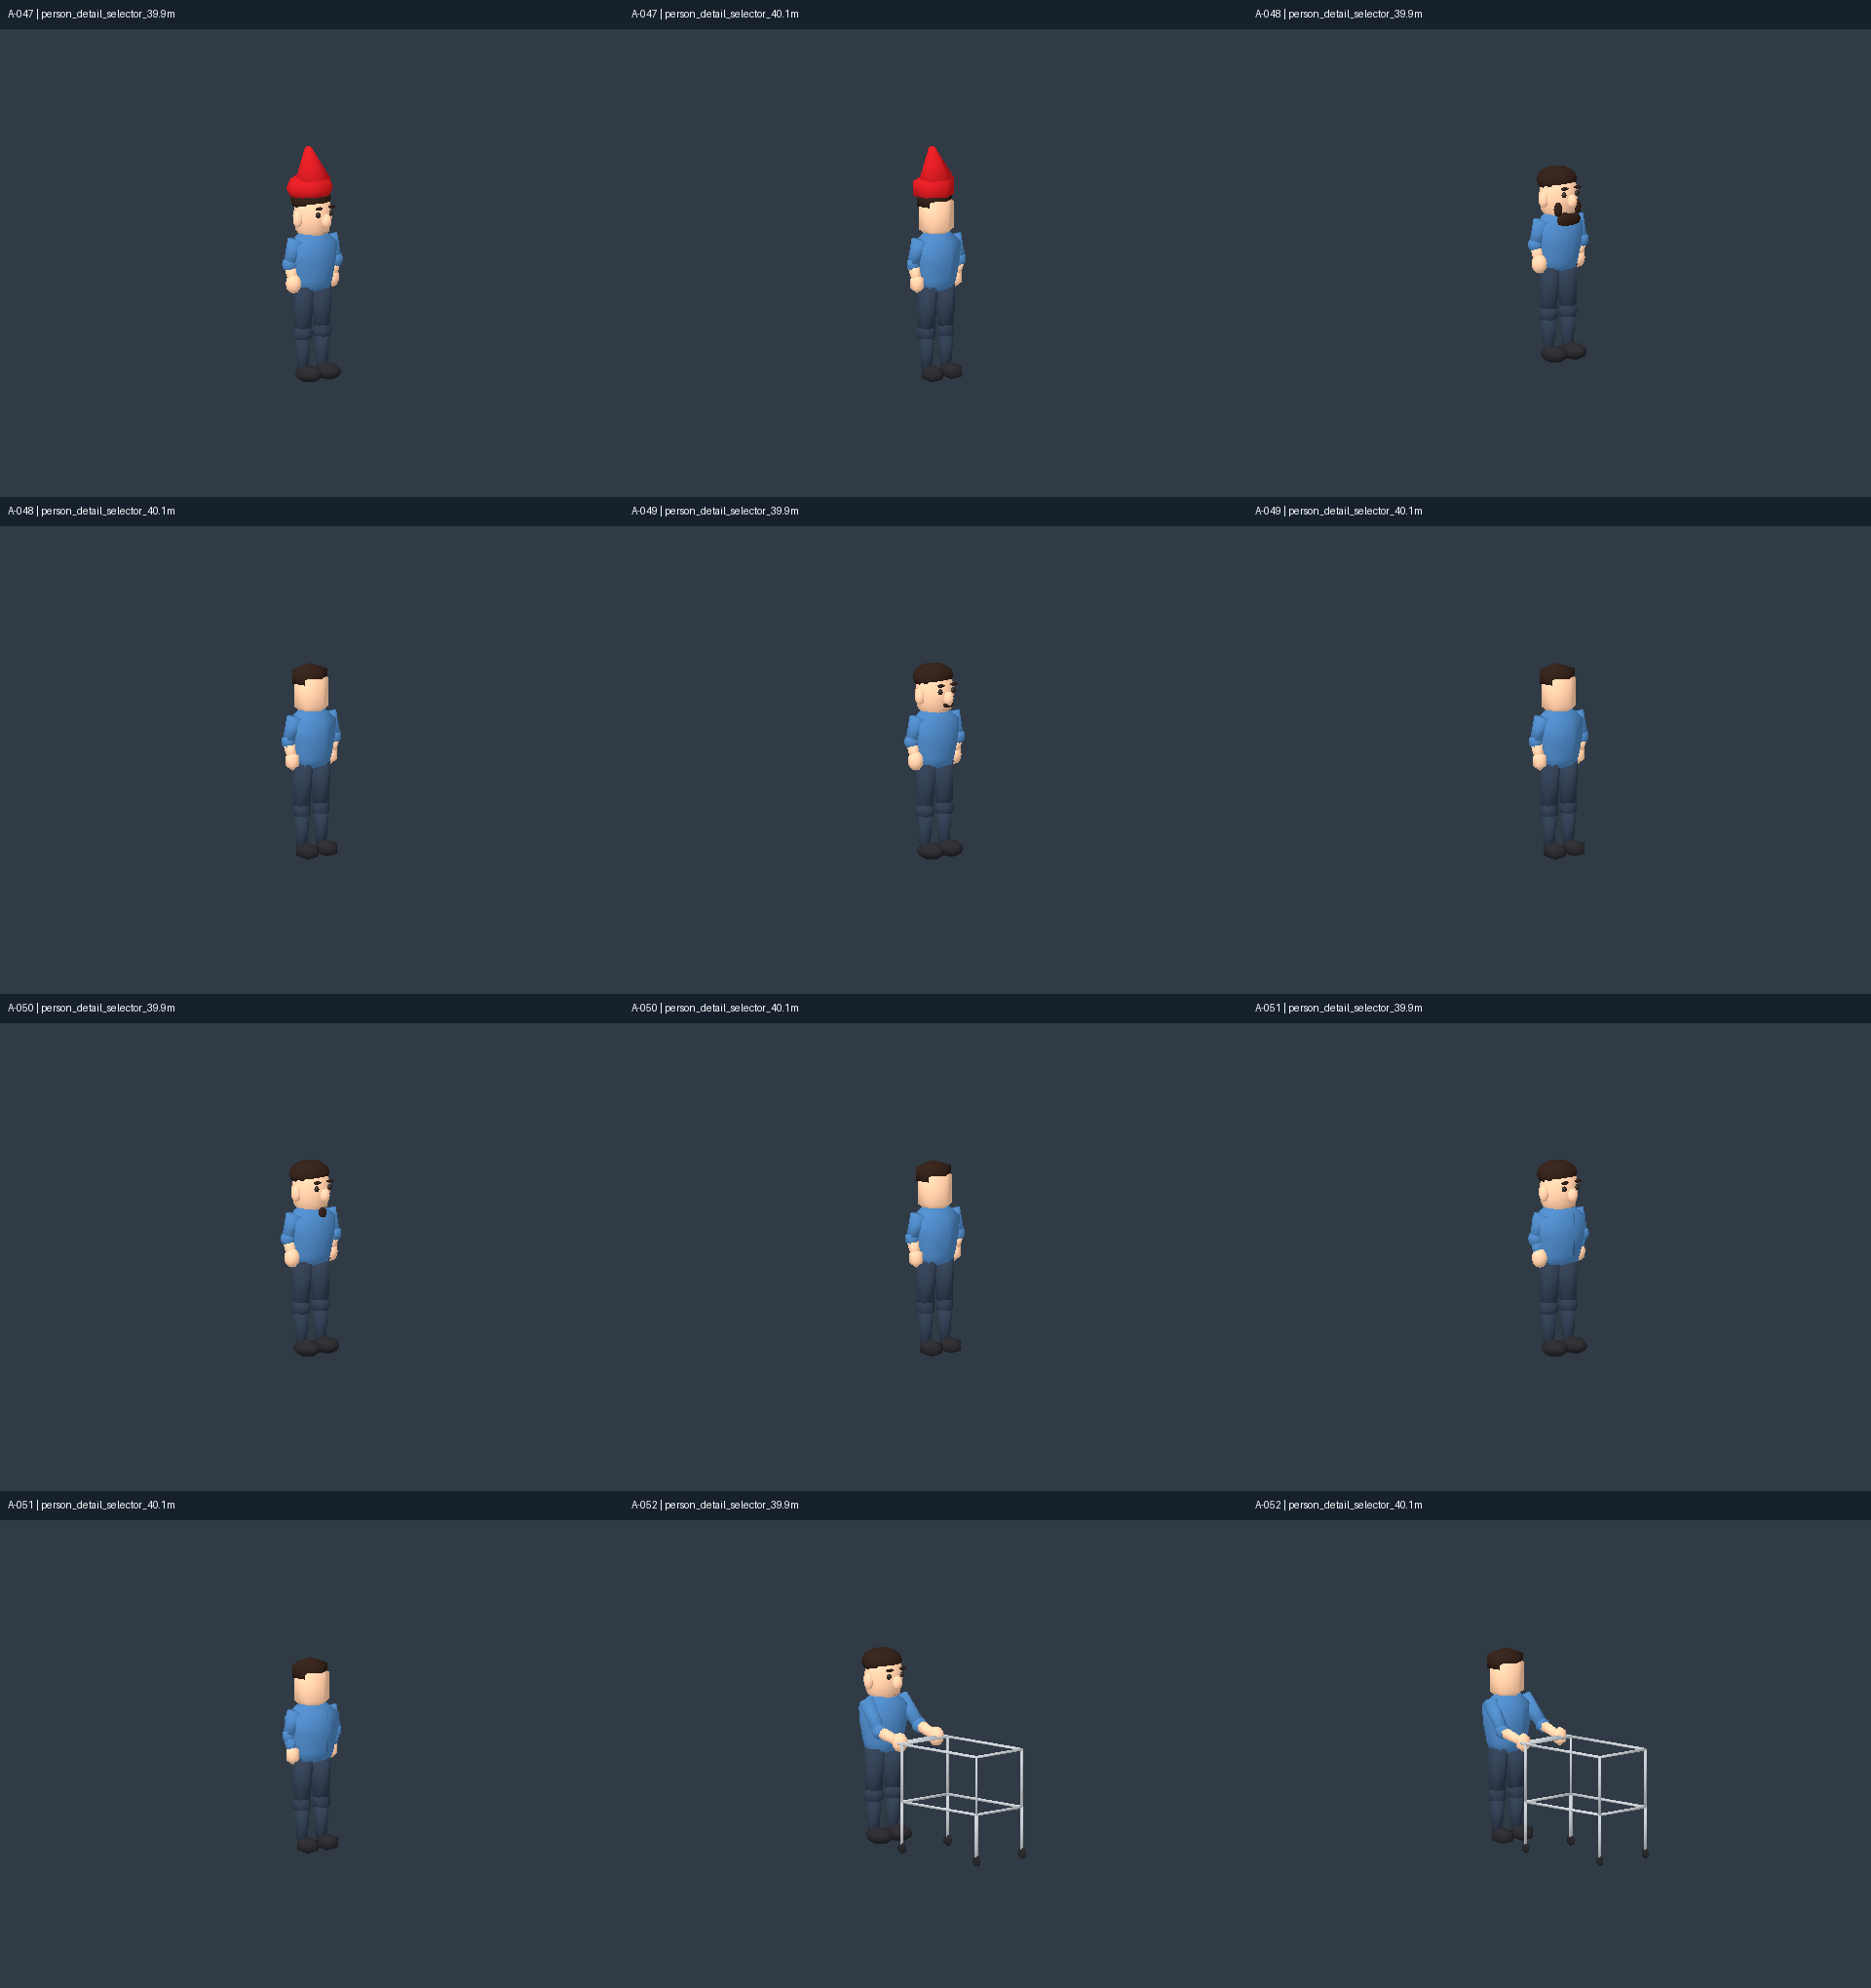 A-047 | person_detail_selector_39.9m
A-047 | person_detail_selector_40.1m
A-048 | person_detail_selector_39.9m
A-048 | person_detail_selector_40.1m
A-049 | person_detail_selector_39.9m
A-049 | person_detail_selector_40.1m
A-050 | person_detail_selector_39.9m
A-050 | person_detail_selector_40.1m
A-051 | person_detail_selector_39.9m
A-051 | person_detail_selector_40.1m
A-052 | person_detail_selector_39.9m
A-052 | person_detail_selector_40.1m